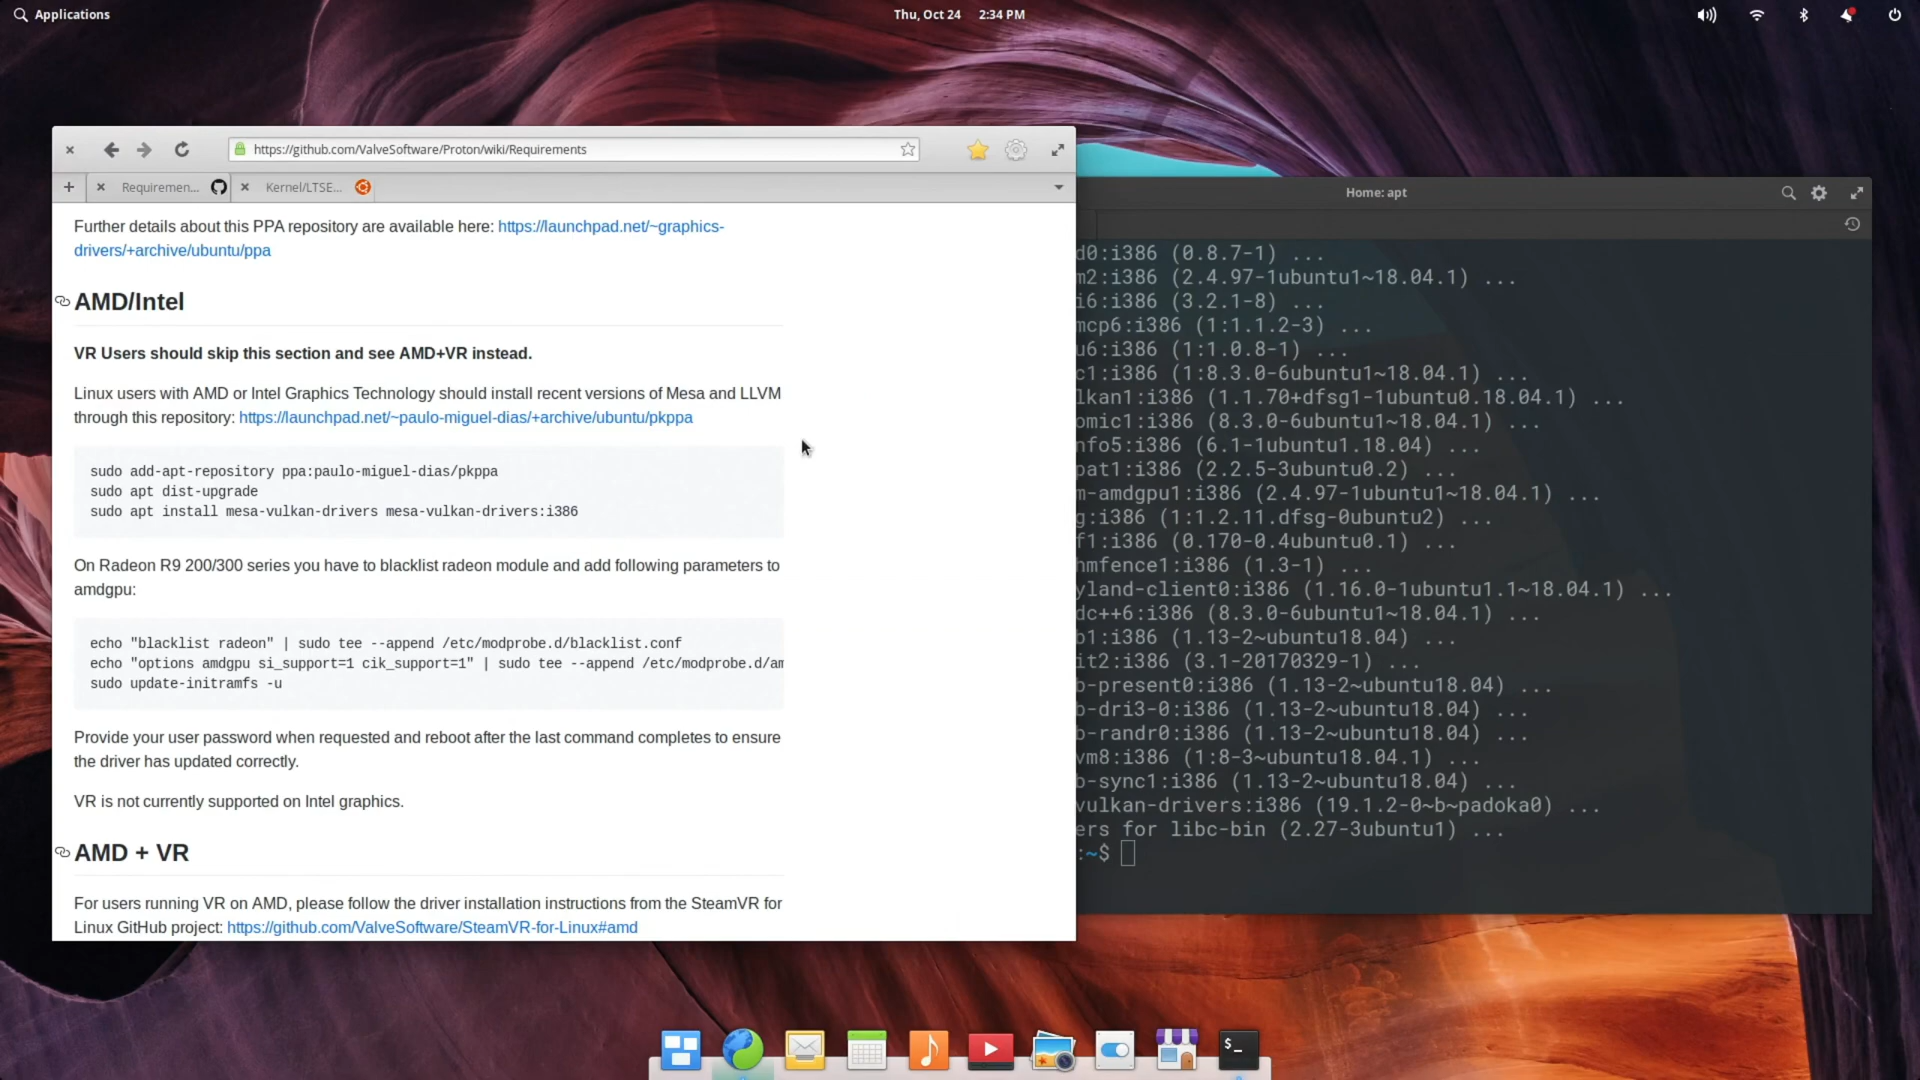 Applications
Thu, Oct 24 2:34 PM
https://github.com/ValveSoftware/Proton/wiki/Requirements
Requiremen...
Kernel/LTSE...
Further details about this PPA repository are available here: https://launchpad.net/~graphics-
drivers/+archive/ubuntu/ppa
AMD/Intel
VR Users should skip this section and see AMD+VR instead.
Linux users with AMD or Intel Graphics Technology should install recent versions of Mesa and LLVM
through this repository: https://launchpad.net/~paulo-miguel-dias/+archive/ubuntu/pkppa
sudo add-apt-repository ppa:paulo-miguel-dias/pkppa
sudo apt dist-upgrade
sudo apt install mesa-vulkan-drivers mesa-vulkan-drivers:i386
On Radeon R9 200/300 series you have to blacklist radeon module and add following parameters to
amdgpu:
echo "blacklist radeon" | sudo tee --append /etc/modprobe.d/blacklist.conf
echo "options amdgpu si_support=1 cik_support=1" | sudo tee --append /etc/modprobe.d/am
sudo update-initramfs -u
Provide your user password when requested and reboot after the last command completes to ensure
the driver has updated correctly.
VR is not currently supported on Intel graphics.
AMD + VR
For users running VR on AMD, please follow the driver installation instructions from the SteamVR for
Linux GitHub project: https://github.com/ValveSoftware/SteamVR-for-Linux#amd
Home: apt
d0:i386 (0.8.7-1) ...
m2:i386 (2.4.97-1ubuntu1~18.04.1) ...
i6:i386 (3.2.1-8) ...
mcp6:i386 (1:1.1.2-3) ...
u6:i386 (1:1.0.8-1) ...
c1:i386 (1:8.3.0-6ubuntu1~18.04.1) ...
lkan1:i386 (1.1.70+dfsg1-1ubuntu0.18.04.1) ...
omic1:i386 (8.3.0-6ubuntu1~18.04.1) ...
nfo5:i386 (6.1-1ubuntu1.18.04) ...
pat1:i386 (2.2.5-3ubuntu0.2) ...
m-amdgpu1:i386 (2.4.97-1ubuntu1~18.04.1) ...
g:i386 (1:1.2.11.dfsg-0ubuntu2) ...
f1:i386 (0.170-0.4ubuntu0.1) ...
hmfence1:i386 (1.3-1) ...
yland-client0:i386 (1.16.0-1ubuntu1.1~18.04.1) ...
dc++6:i386 (8.3.0-6ubuntu1~18.04.1) ...
b1:i386 (1.13-2~ubuntu18.04) ...
it2:i386 (3.1-20170329-1) ...
b-present0:i386 (1.13-2~ubuntu18.04) ...
b-dri3-0:i386 (1.13-2~ubuntu18.04) ...
b-randr0:i386 (1.13-2~ubuntu18.04) ...
vm8:i386 (1:8-3~ubuntu18.04.1) ...
b-sync1:i386 (1.13-2~ubuntu18.04) ...
vulkan-drivers:i386 (19.1.2-0~b~padoka0) ...
ers for libc-bin (2.27-3ubuntu1) ...
:~$
$_